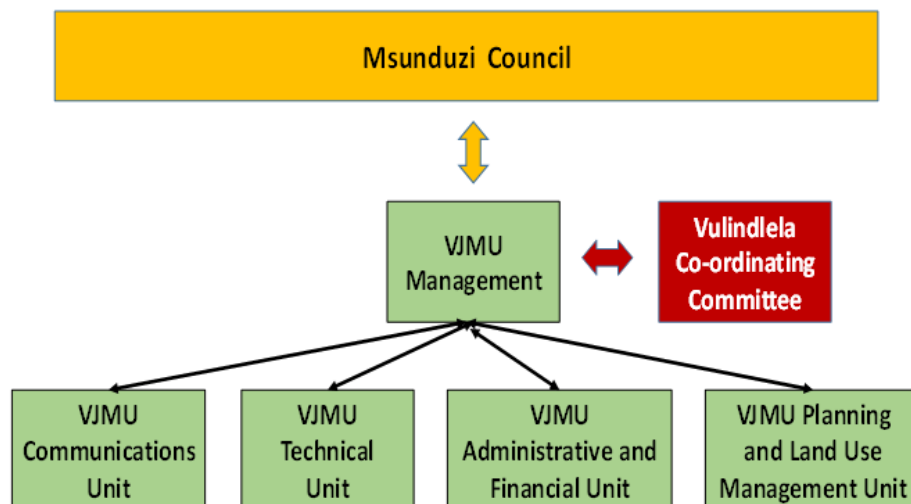 Msunduzi Council
VJMU
Management
Vulindlela
Co-ordinating
Committee
VJMU
Communications
Unit
VJMU
Technical
Unit
VJMU
Administrative and
Financial Unit
VJMU Planning
and Land Use
Management Unit